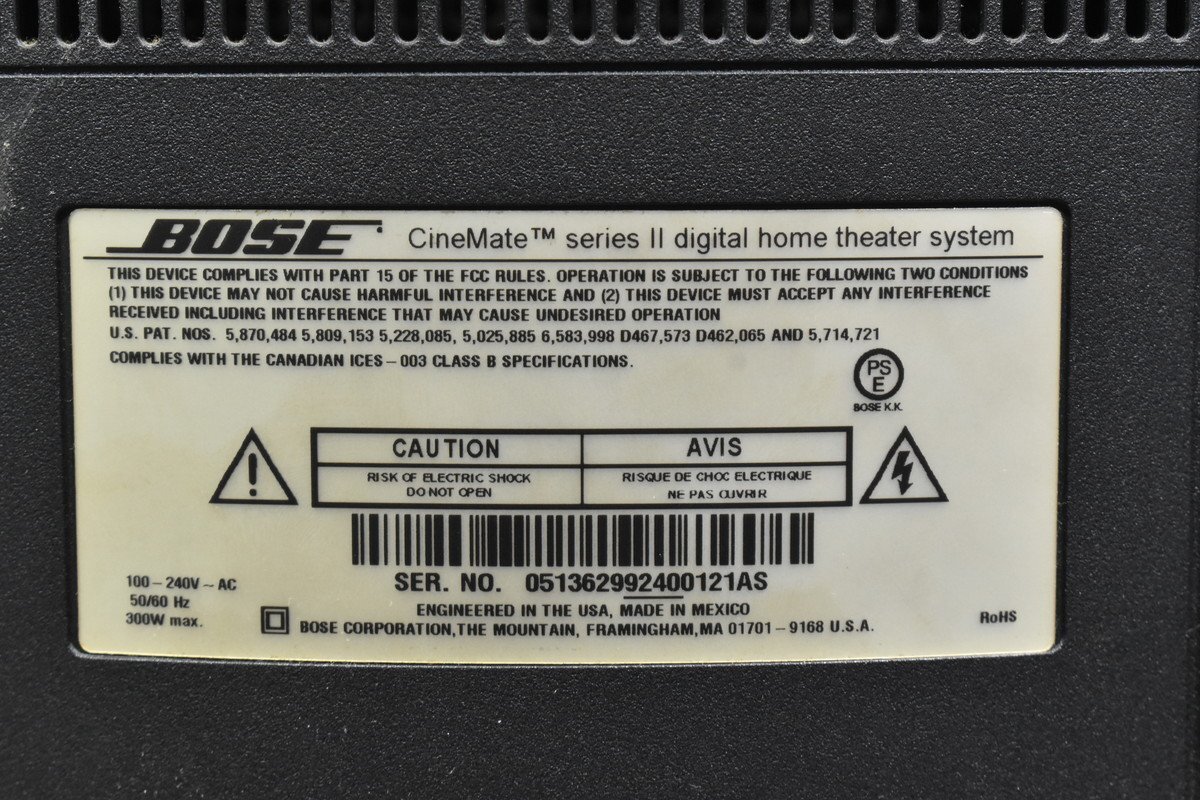 BOSE CineMate™ series II digital home theater system
THIS DEVICE COMPLIES WITH PART 15 OF THE FCC RULES. OPERATION IS SUBJECT TO THE FOLLOWING TWO CONDITIONS
(1) THIS DEVICE MAY NOT CAUSE HARMFUL INTERFERENCE AND (2) THIS DEVICE MUST ACCEPT ANY INTERFERENCE
RECEIVED INCLUDING INTERFERENCE THAT MAY CAUSE UNDESIRED OPERATION
U.S. PAT. NOS. 5,870,484 5,809,153 5,228,085, 5,025,885 6,583,998 D467,573 D462,065 AND 5,714,721
COMPLIES WITH THE CANADIAN ICES-003 CLASS B SPECIFICATIONS.
PS
E
BOSE K.K.
CAUTION
RISK OF ELECTRIC SHOCK
DO NOT OPEN
AVIS
RISQUE DE CHOC ELECTRIQUE
NE PAS OUVRIR
SER. NO. 051362992400121AS
100-240V~AC
50/60 Hz
300W max.
ENGINEERED IN THE USA, MADE IN MEXICO
BOSE CORPORATION,THE MOUNTAIN, FRAMINGHAM,MA 01701-9168 U.S.A.
RoHS